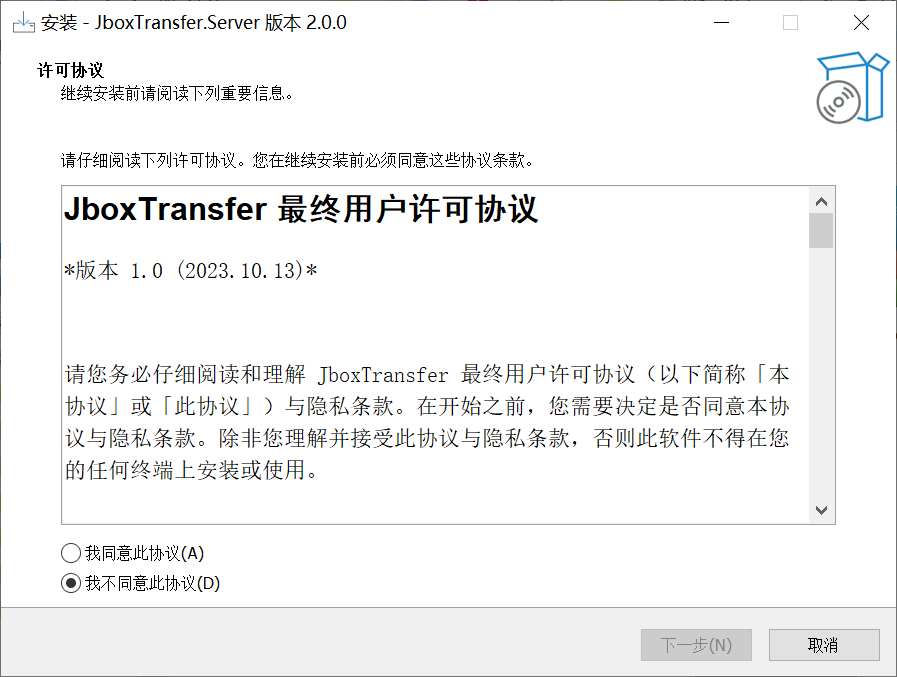 安装 - JboxTransfer.Server 版本 2.0.0
许可协议
继续安装前请阅读下列重要信息。
请仔细阅读下列许可协议。您在继续安装前必须同意这些协议条款。
JboxTransfer 最终用户许可协议
*版本 1.0 (2023.10.13)*
请您务必仔细阅读和理解 JboxTransfer 最终用户许可协议（以下简称「本
协议」或「此协议」）与隐私条款。在开始之前，您需要决定是否同意本协
议与隐私条款。除非您理解并接受此协议与隐私条款，否则此软件不得在您
的任何终端上安装或使用。
我同意此协议(A)
我不同意此协议(D)
下一步(N)
取消